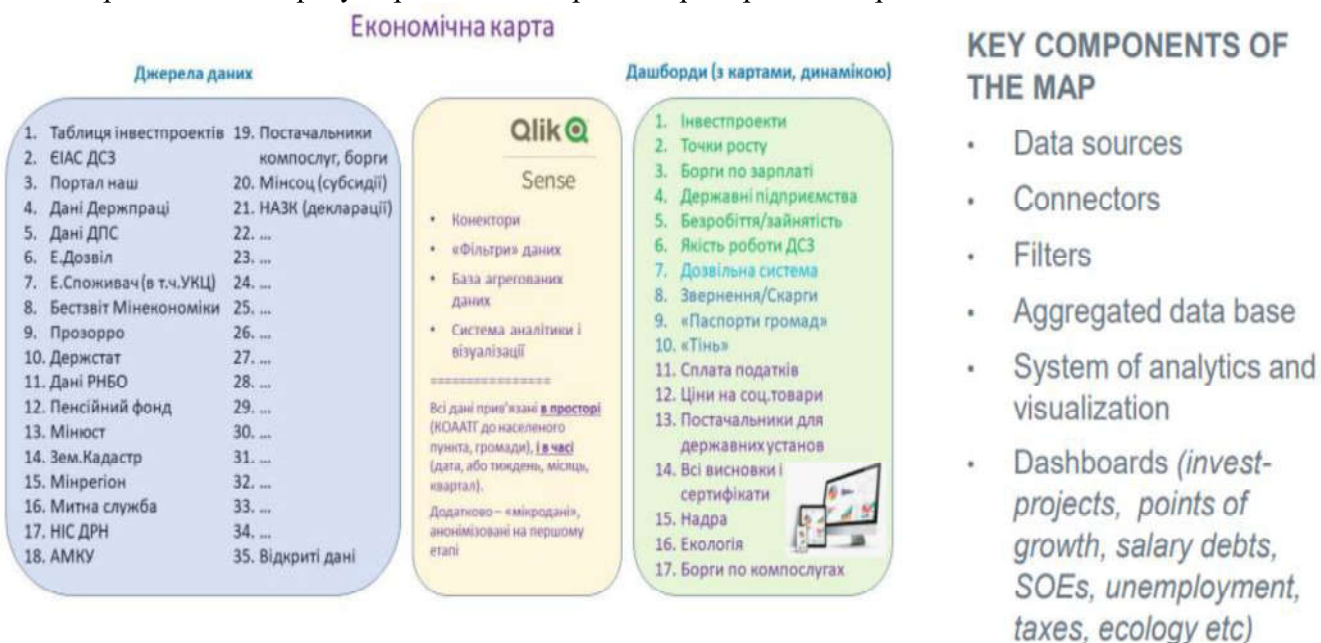 Економічна карта
Джерела даних
1. Таблиця інвестпроектів
2. ЄІАС ДСЗ
3. Портал наш
4. Дані Держпраці
5. Дані ДПС
6. Е.Дозвіл
7. Е.Споживач (в т.ч.УКЦ)
8. Бестзвіт Мінекономіки
9. Прозорро
10. Держстат
11. Дані РНБО
12. Пенсійний фонд
13. Мінюст
14. Зем.Кадастр
15. Мінрегіон
16. Митна служба
17. НІС ДРН
18. АМКУ
19. Постачальники
компослуг, борги
20. Мінсоц (субсидії)
21. НАЗК (декларації)
22. ...
23. ...
24. ...
25. ...
26. ...
27. ...
28. ...
29. ...
30. ...
31. ...
32. ...
33. ...
34. ...
35. Відкриті дані
Qlik
Sense
• Конектори
• «Фільтри» даних
• База агрегованих
даних
• Система аналітики і
візуалізації
================
Всі дані прив'язані в просторі
(КОААТГ до населеного
пункта, громади), і в часі
(дата, або тиждень, місяць,
квартал).
Додатково – «мікродані»,
анонімізовані на першому
етапі
Дашборди (з картами, динамікою)
1. Інвестпроекти
2. Точки росту
3. Борги по зарплаті
4. Державні підприємства
5. Безробіття/зайнятість
6. Якість роботи ДСЗ
7. Дозвільна система
8. Звернення/Скарги
9. «Паспорти громад»
10. «Тінь»
11. Сплата податків
12. Ціни на соц.товари
13. Постачальники для
державних установ
14. Всі висновки і
сертифікати
15. Надра
16. Екологія
17. Борги по компослугах
KEY COMPONENTS OF
THE MAP
• Data sources
• Connectors
• Filters
• Aggregated data base
• System of analytics and
visualization
• Dashboards (invest-
projects, points of
growth, salary debts,
SOEs, unemployment,
taxes, ecology etc)